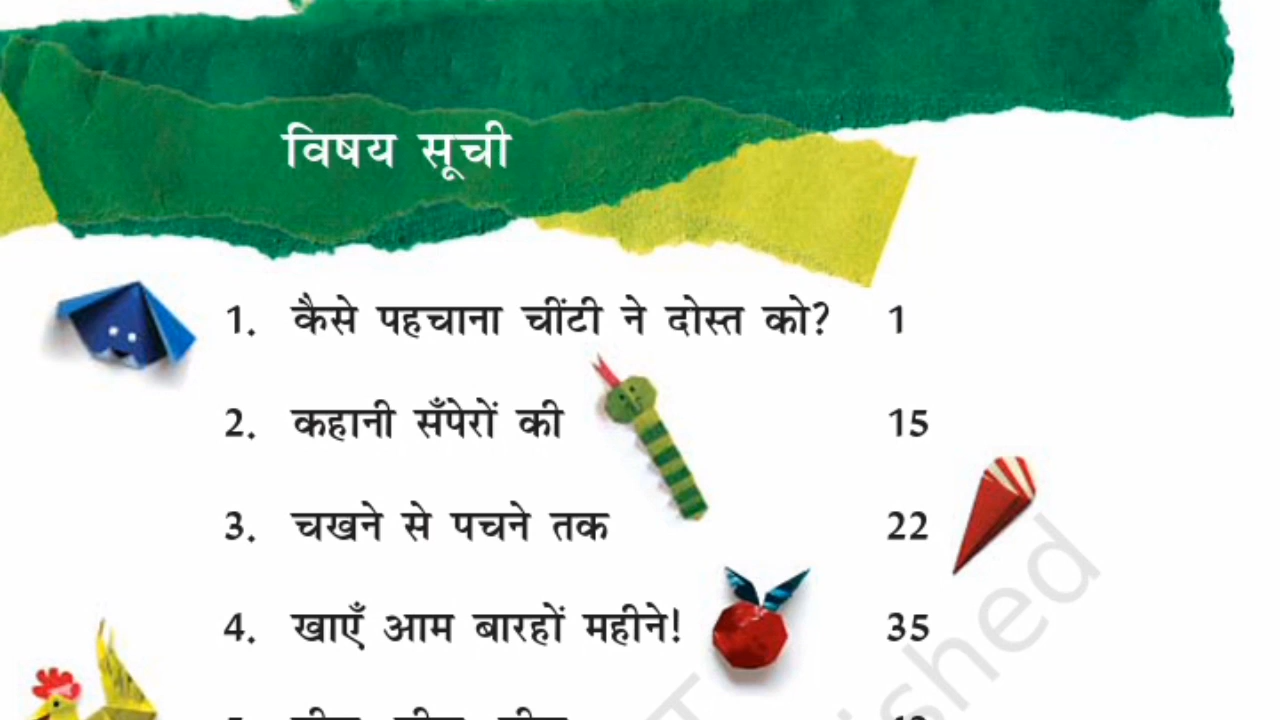 विषय सूची
1. कैसे पहचाना चींटी ने दोस्त को? 1
2. कहानी सँपेरों की 15
3. चखने से पचने तक 22
4. खाएँ आम बारहों महीने! 35